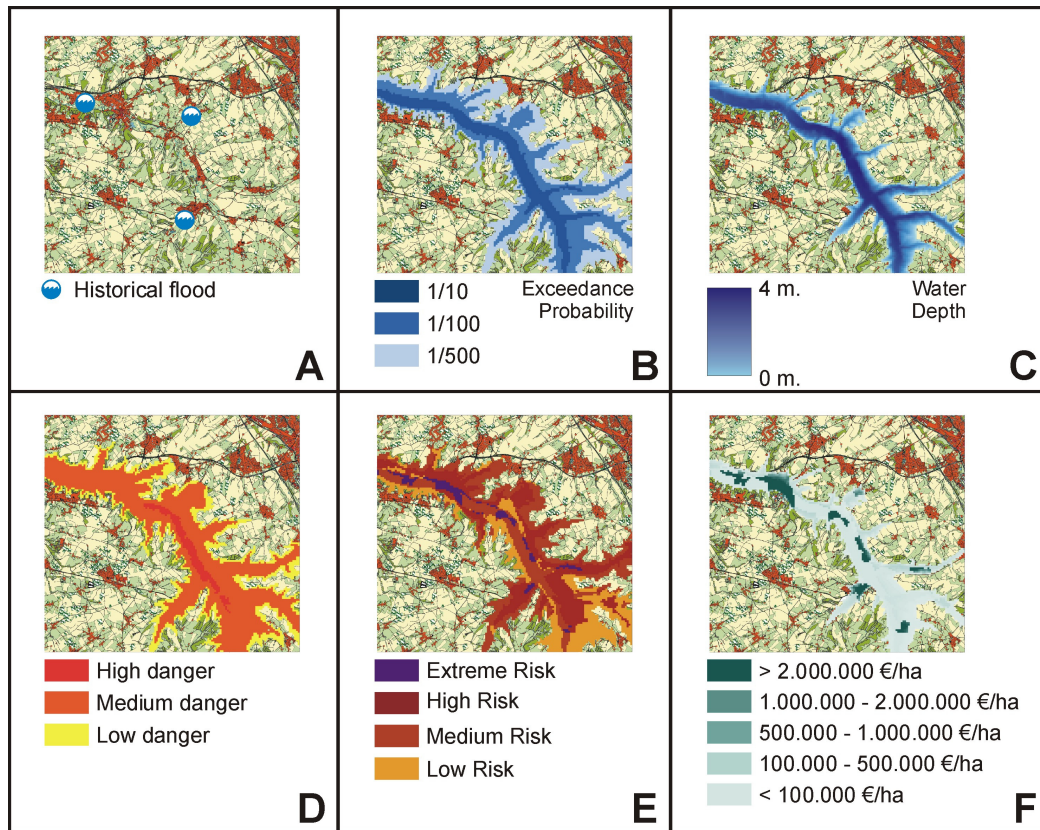 Historical flood
A
1/10
1/100
1/500
Exceedance
Probability
B
4 m.
0 m.
Water
Depth
C
High danger
Medium danger
Low danger
D
Extreme Risk
High Risk
Medium Risk
Low Risk
E
> 2.000.000 €/ha
1.000.000 - 2.000.000 €/ha
500.000 - 1.000.000 €/ha
100.000 - 500.000 €/ha
< 100.000 €/ha
F